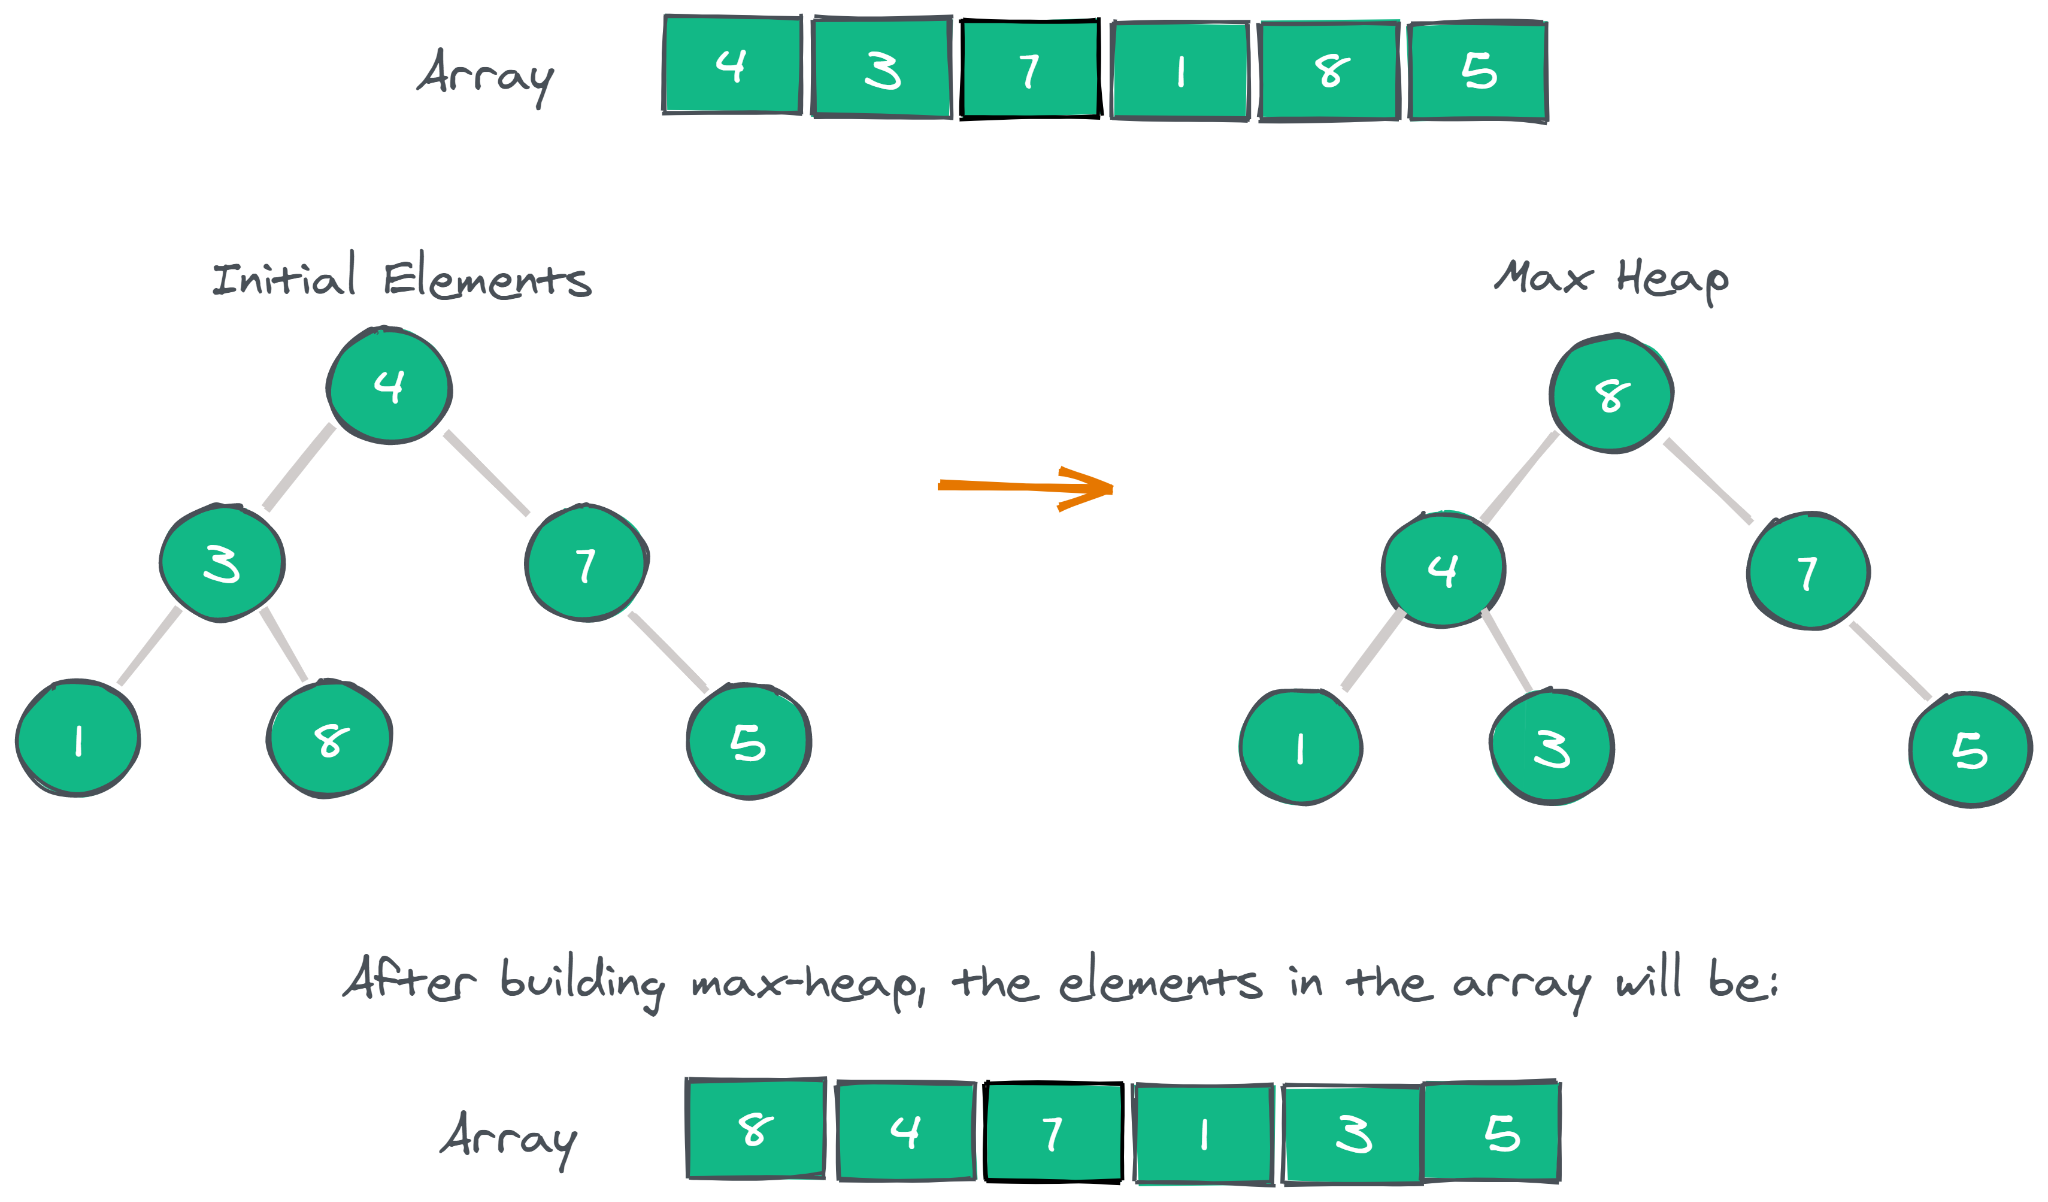 Array 4 3 7 1 8 5
Initial Elements
Max Heap
4
3 7
1 8 5
8
4 7
1 3 5
After building max-heap, the elements in the array will be:
Array 8 4 7 1 3 5